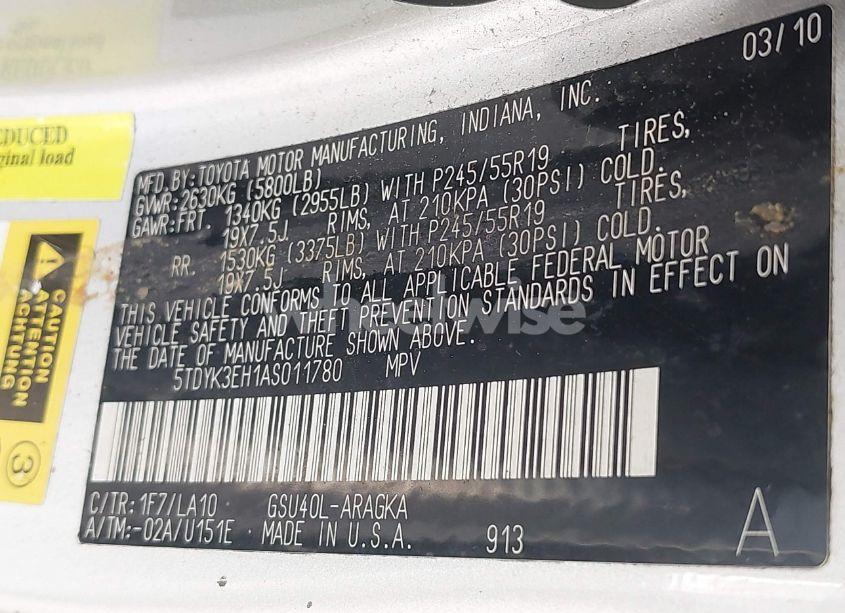 03/10
MFD.BY:TOYOTA MOTOR MANUFACTURING, INDIANA, INC.
GVWR:2630KG (5800LB)
GAWR:FRT. 1340KG (2955LB) WITH P245/55R19 TIRES,
19X7.5J RIMS, AT 210KPA (30PSI) COLD.
RR. 1530KG (3375LB) WITH P245/55R19 TIRES,
19X7.5J RIMS, AT 210KPA (30PSI) COLD.
THIS VEHICLE CONFORMS TO ALL APPLICABLE FEDERAL MOTOR
VEHICLE SAFETY AND THEFT PREVENTION STANDARDS IN EFFECT ON
THE DATE OF MANUFACTURE SHOWN ABOVE.
5TDYK3EH1AS011780 MPV
C/TR:1F7/LA10 GSU40L-ARAGKA
A/TM:-02A/U151E MADE IN U.S.A. 913 A
EDUCED
ginal load
CAUTION
ATTENTION
ACHTUNG
3
wheelwise